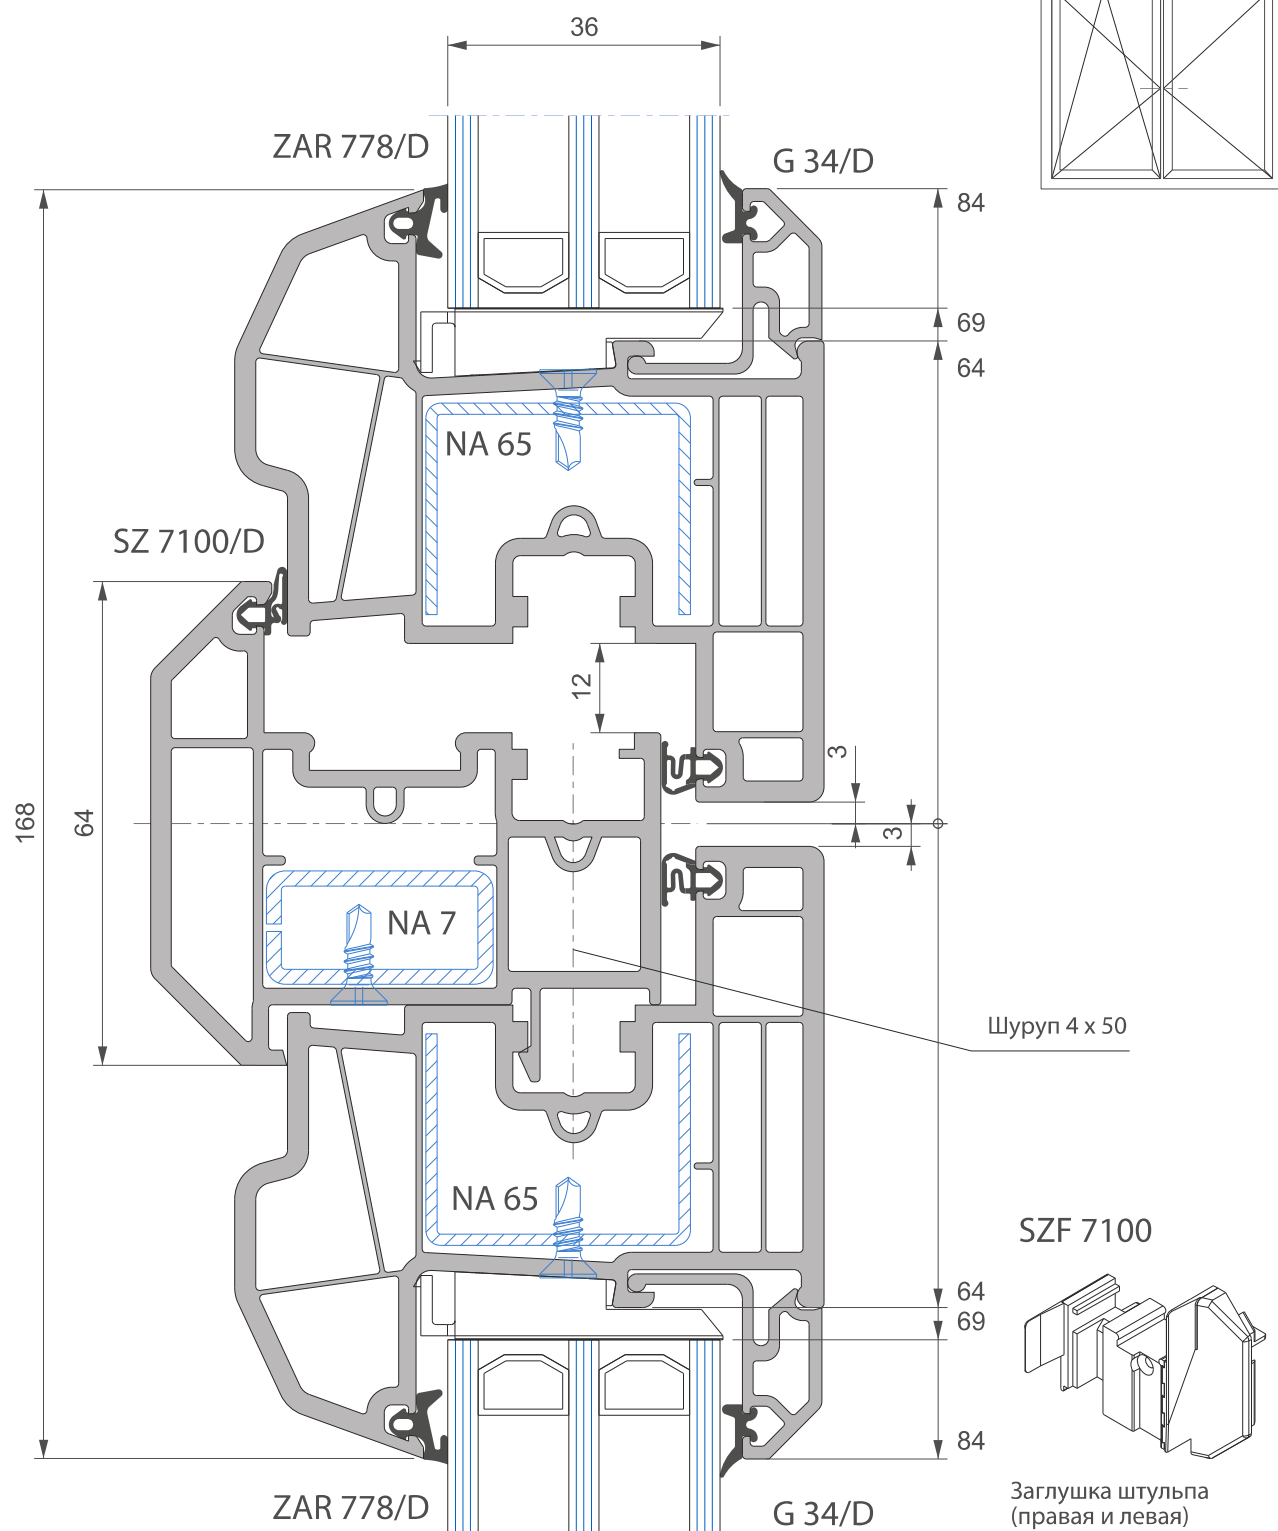 36
ZAR 778/D
G 34/D
84
69
64
NA 65
SZ 7100/D
12
3
168
64
3
NA 7
Шуруп 4 x 50
NA 65
SZF 7100
64
69
84
Заглушка штульпа
(правая и левая)
ZAR 778/D
G 34/D